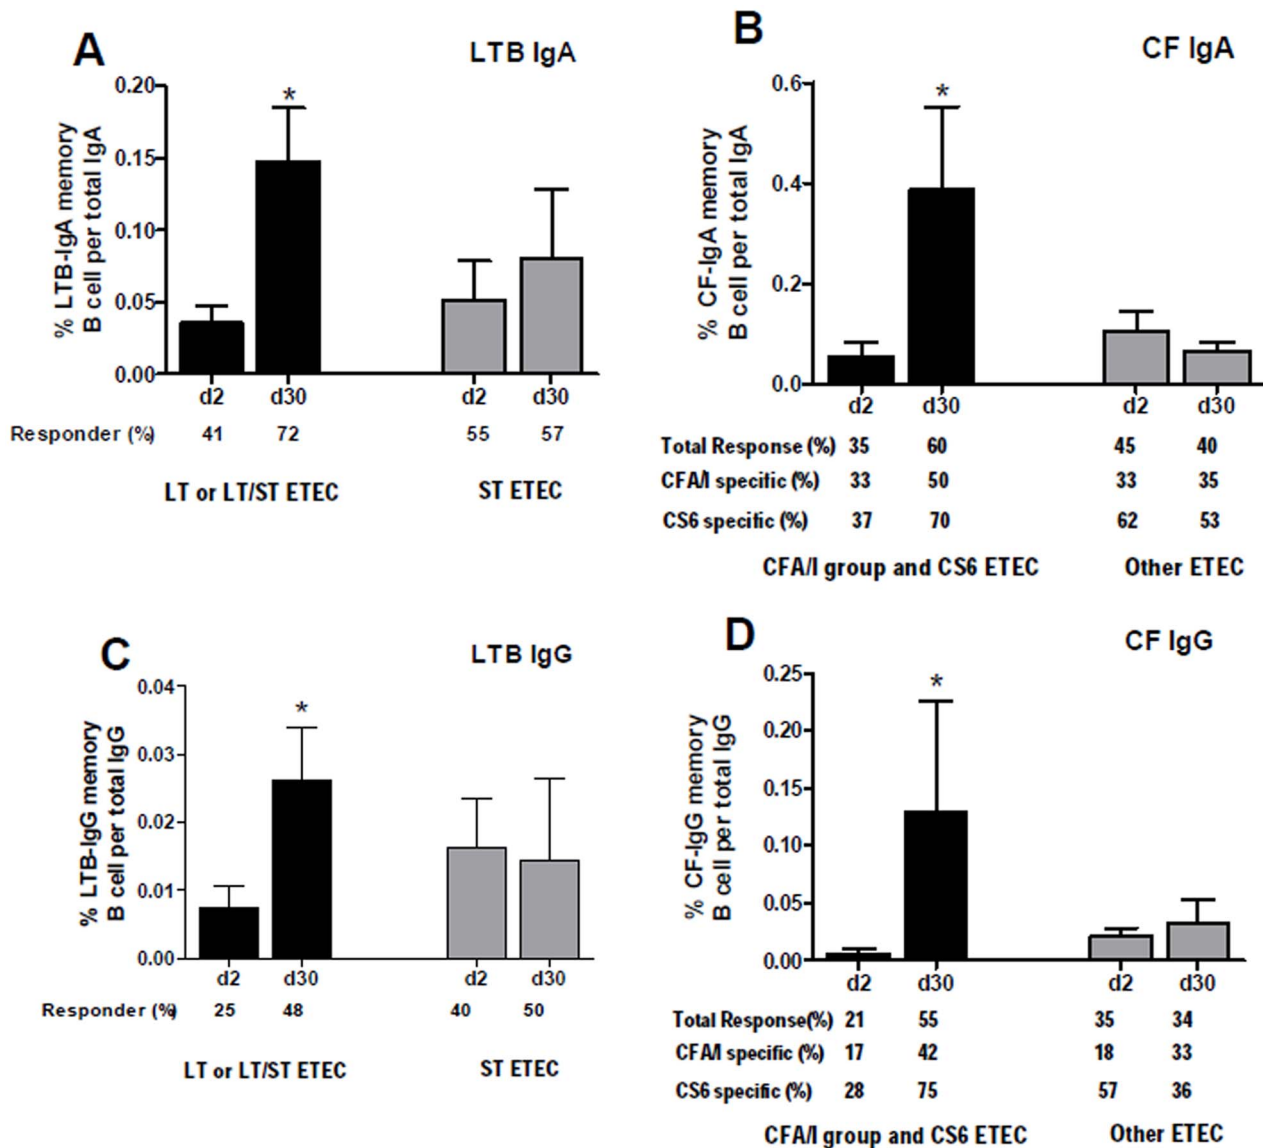 A
LTB IgA
% LTB-IgA memory
B cell per total IgA
0.20
0.15
0.10
0.05
0.00
*
d2 d30 d2 d30
Responder (%) 41 72 55 57
LT or LT/ST ETEC ST ETEC
B
CF IgA
% CF-IgA memory
B cell per total IgA
0.6
0.4
0.2
0.0
*
d2 d30 d2 d30
Total Response (%) 35 60 45 40
CFA/I specific (%) 33 50 33 35
CS6 specific (%) 37 70 62 53
CFA/I group and CS6 ETEC Other ETEC
C
LTB IgG
% LTB-IgG memory
B cell per total IgG
0.04
0.03
0.02
0.01
0.00
*
d2 d30 d2 d30
Responder (%) 25 48 40 50
LT or LT/ST ETEC ST ETEC
D
CF IgG
% CF-IgG memory
B cell per total IgG
0.25
0.20
0.15
0.10
0.05
0.00
*
d2 d30 d2 d30
Total Response(%) 21 55 35 34
CFA/I specific (%) 17 42 18 33
CS6 specific (%) 28 75 57 36
CFA/I group and CS6 ETEC Other ETEC